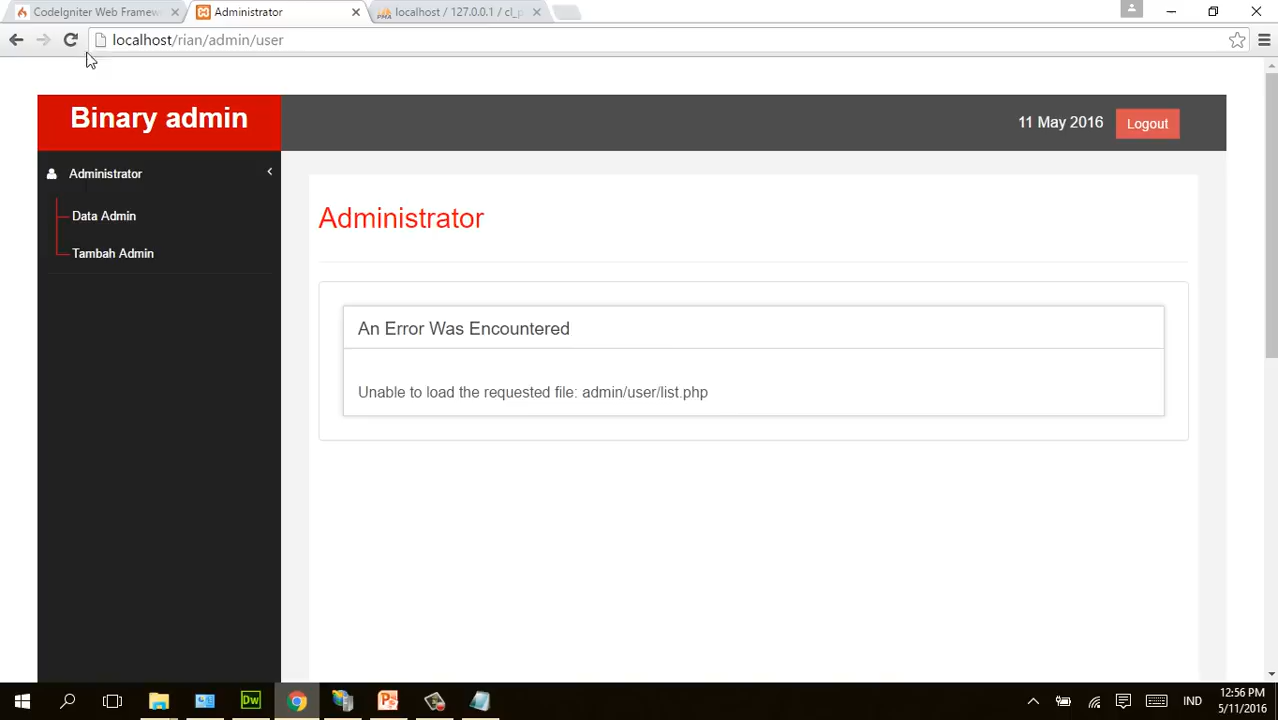 CodeIgniter Web Framew
Administrator
localhost / 127.0.0.1 / cl_p
localhost/rian/admin/user
Binary admin
11 May 2016
Logout
Administrator
Data Admin
Tambah Admin
Administrator
An Error Was Encountered
Unable to load the requested file: admin/user/list.php
Dw
IND
12:56 PM
5/11/2016